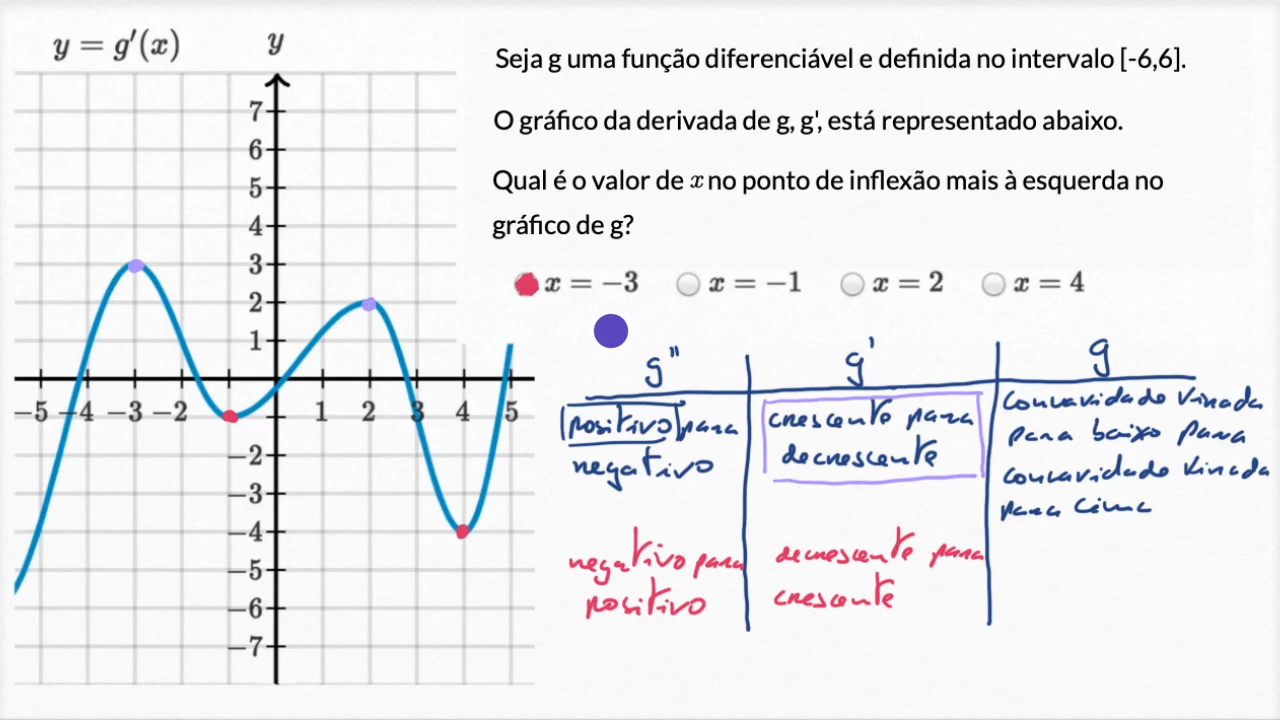 y = g′(x)
y
Seja g uma função diferenciável e definida no intervalo [-6,6].
O gráfico da derivada de g, g', está representado abaixo.
Qual é o valor de x no ponto de inflexão mais à esquerda no
gráfico de g?
x = −3 x = −1 x = 2 x = 4
7
6
5
4
3
2
1
−5 −4 −3 −2 1 2 3 4 5
−2
−3
−4
−5
−6
−7
g" g' g
positivo para
negativo
crescente para
decrescente
concavidade virada
para baixo para
concavidade virada
para cima
negativo para
positivo
decrescente para
crescente